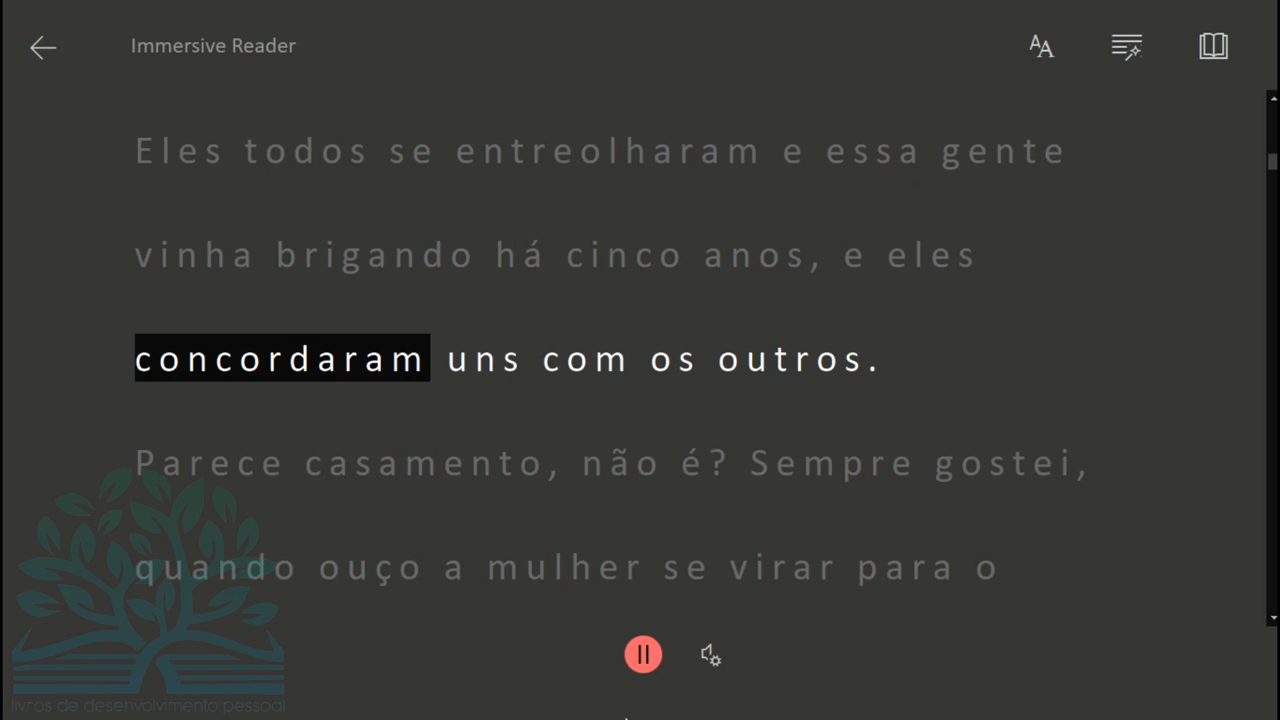 Immersive Reader
Eles todos se entreolharam e essa gente
vinha brigando há cinco anos, e eles
concordaram uns com os outros.
Parece casamento, não é? Sempre gostei,
quando ouço a mulher se virar para o
livros de desenvolvimento pessoal